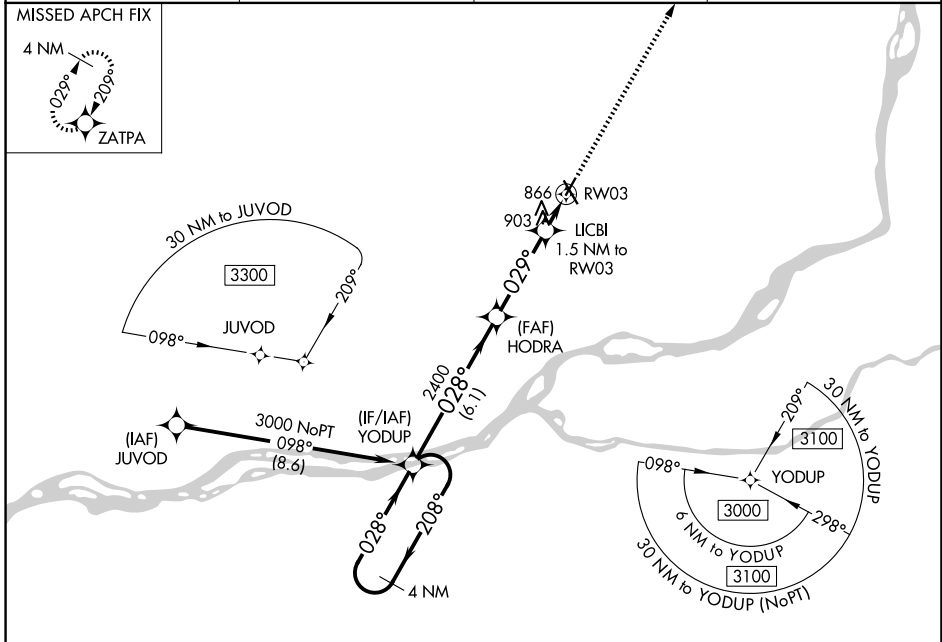 MISSED APCH FIX
4 NM
029°
209°
ZATPA
30 NM to JUVOD
3300
209°
JUVOD
098°
866
RW03
903
LICBI
1.5 NM to
RW03
029°
(FAF)
HODRA
2400
028°
(6.1)
(IAF)
JUVOD
3000 NoPT
098°
(8.6)
(IF/IAF)
YODUP
028°
208°
4 NM
209°
30 NM to YODUP
3100
098°
YODUP
3000
298°
6 NM to YODUP
3100
30 NM to YODUP (NoPT)